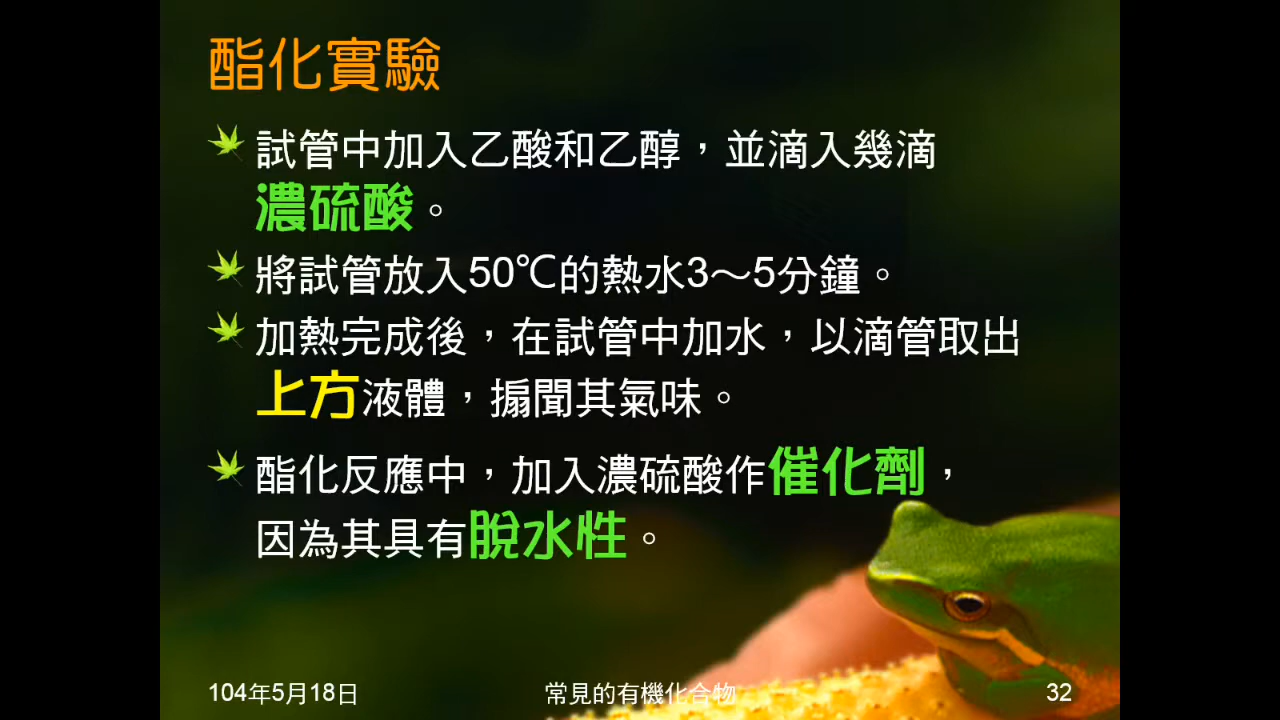 酯化實驗
試管中加入乙酸和乙醇，並滴入幾滴
濃硫酸。
將試管放入50℃的熱水3～5分鐘。
加熱完成後，在試管中加水，以滴管取出
上方液體，搧聞其氣味。
酯化反應中，加入濃硫酸作催化劑，
因為其具有脫水性。
104年5月18日
常見的有機化合物
32